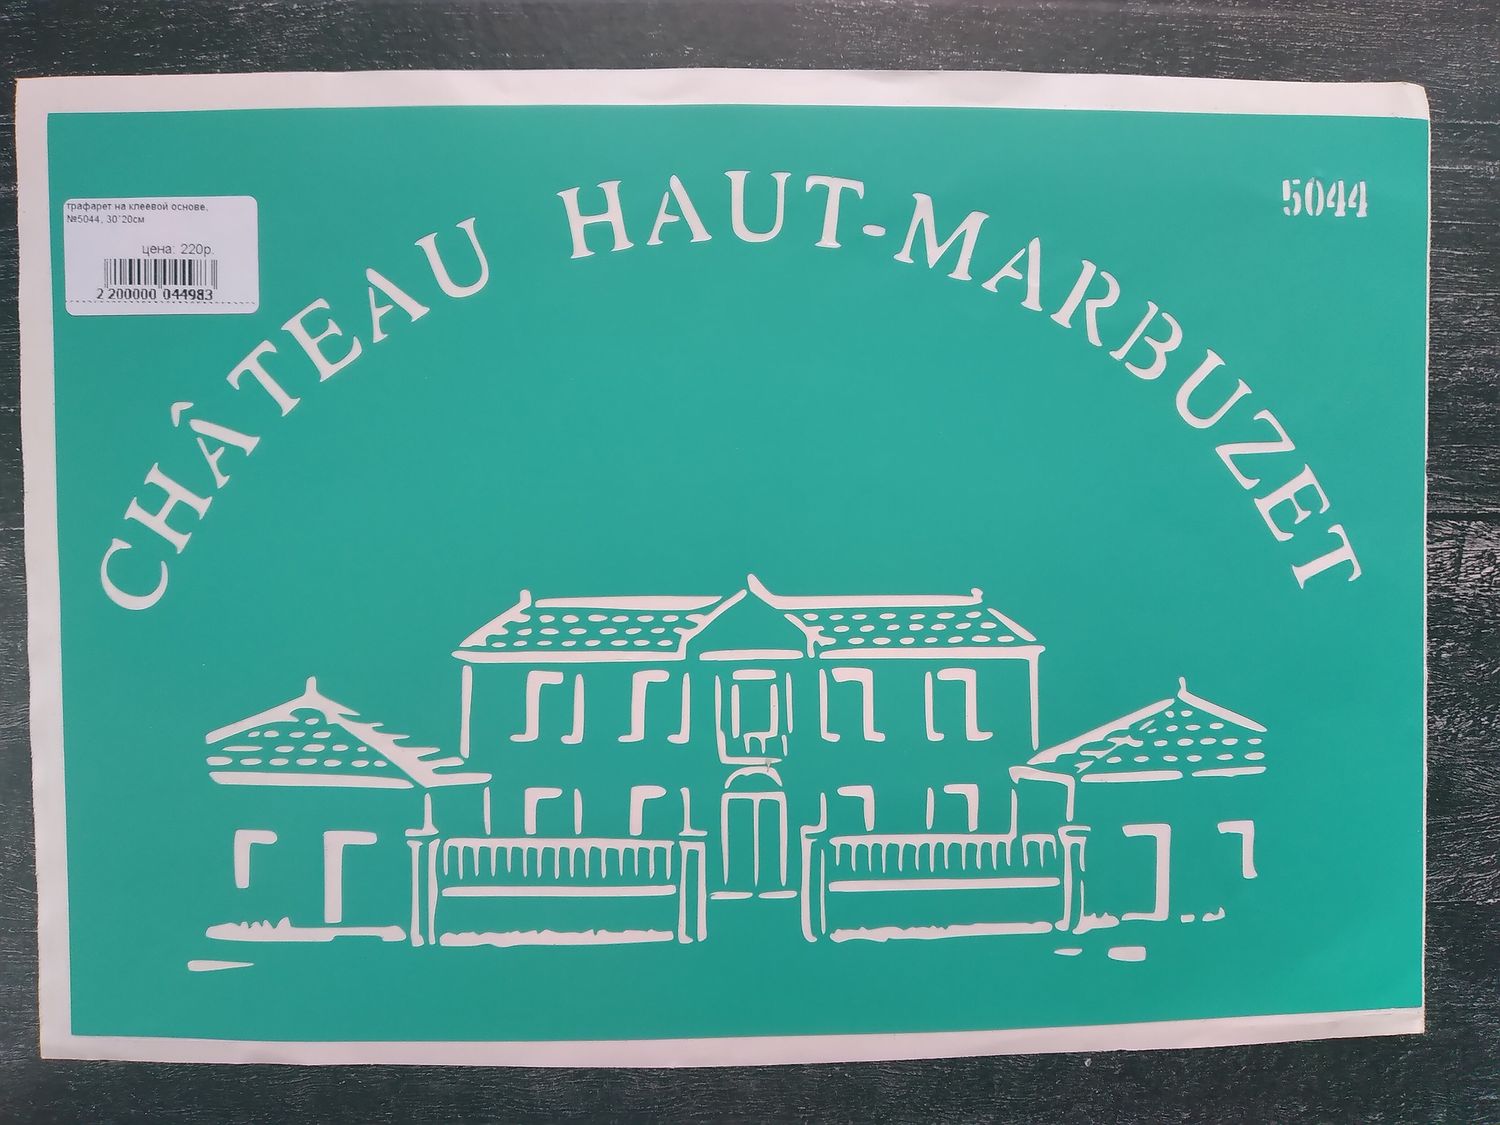 CHÂTEAU HAUT-MARBUZET
5044
трафарет на клеевой основе,
№5044, 30*20см
цена: 220р.
2 200000 044983